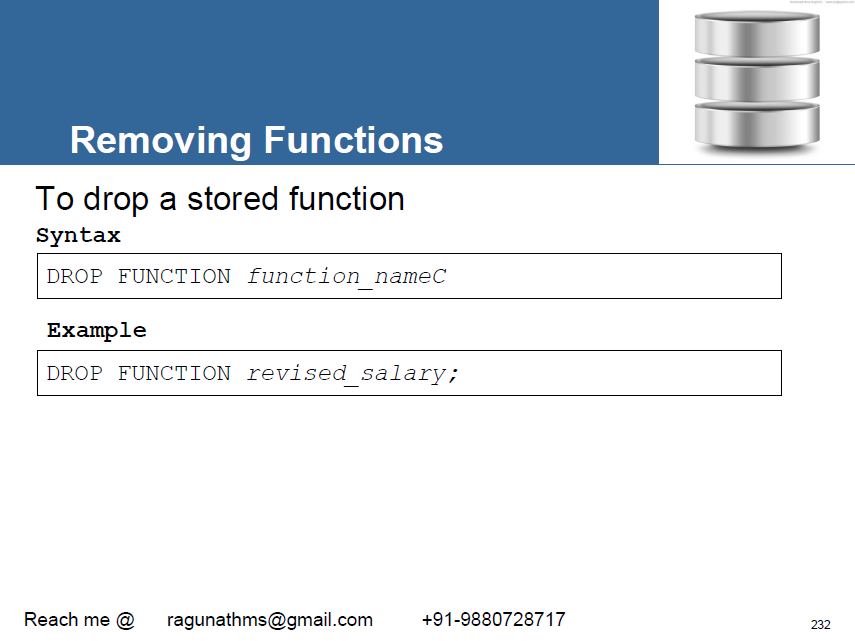 Removing Functions
To drop a stored function
Syntax
DROP FUNCTION function_nameC
Example
DROP FUNCTION revised_salary;
Reach me @ ragunathms@gmail.com +91-9880728717
232